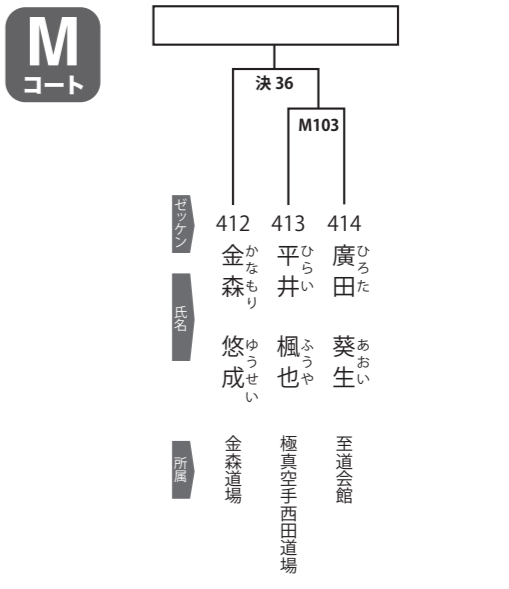 M
コート
決 36
M103
ゼッケン
412
413
414
氏名
金森 悠成
かなもり ゆうせい
平井 楓也
ひらい ふうや
廣田 葵生
ひろた あおい
所属
金森道場
極真空手西田道場
至道会館